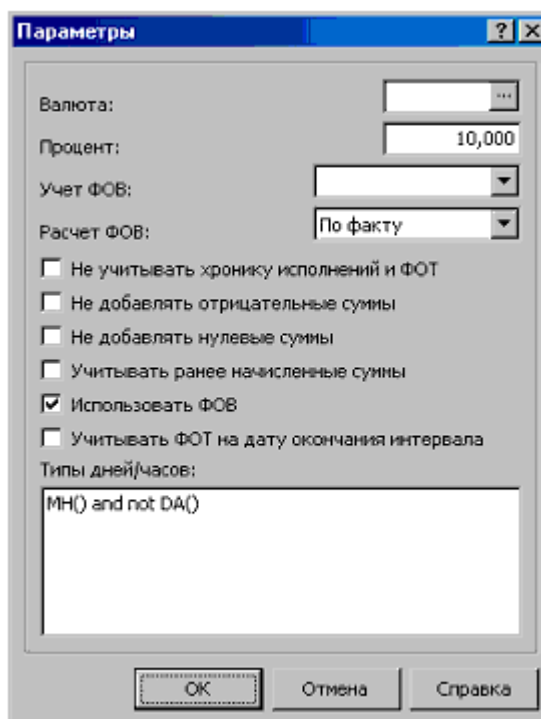 Параметры
Валюта:
Процент: 10,000
Учет ФОВ:
Расчет ФОВ: По факту
Не учитывать хронику исполнений и ФОТ
Не добавлять отрицательные суммы
Не добавлять нулевые суммы
Учитывать ранее начисленные суммы
Использовать ФОВ
Учитывать ФОТ на дату окончания интервала
Типы дней/часов:
MH() and not DA()
ОК Отмена Справка